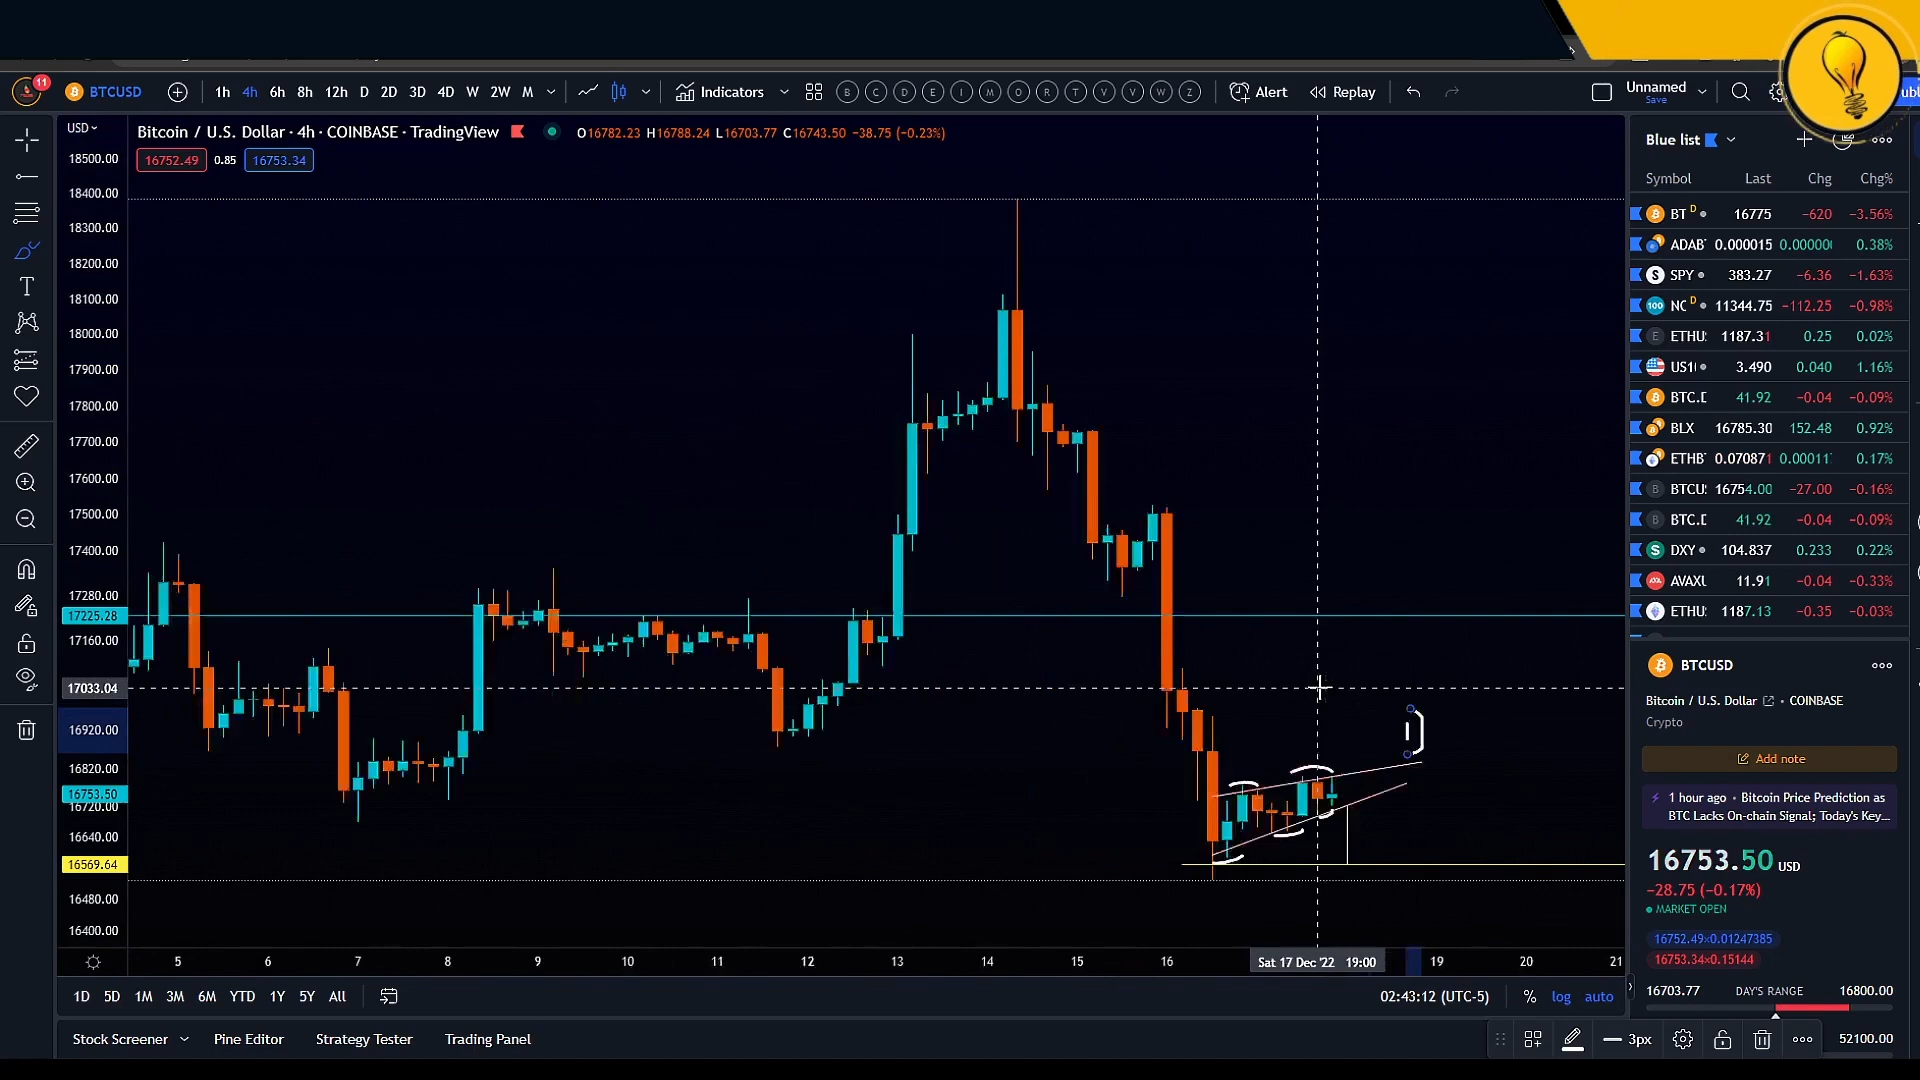 11
BTCUSD
1h 4h 6h 8h 12h D 2D 3D 4D W 2W M
Indicators
B C D E I M O R T V V W Z
Alert
Replay
Unnamed
Save
USD
Bitcoin / U.S. Dollar · 4h · COINBASE · TradingView
O16782.23 H16788.24 L16703.77 C16743.50 −38.75 (−0.23%)
16752.49 0.85 16753.34
18500.00
18400.00
18300.00
18200.00
18100.00
18000.00
17900.00
17800.00
17700.00
17600.00
17500.00
17400.00
17280.00
17225.28
17160.00
17033.04
16920.00
16820.00
16753.50
16720.00
16640.00
16569.64
16480.00
16400.00
5 6 7 8 9 10 11 12 13 14 15 16 Sat 17 Dec '22 19:00 19 20 21
1D 5D 1M 3M 6M YTD 1Y 5Y All
02:43:12 (UTC-5)
% log auto
Stock Screener
Pine Editor
Strategy Tester
Trading Panel
3px
Blue list
Symbol Last Chg Chg%
BT D 16775 −620 −3.56%
ADAB 0.000015 0.000000 0.38%
SPY 383.27 −6.36 −1.63%
100 NC D 11344.75 −112.25 −0.98%
E ETHU 1187.31 0.25 0.02%
US1 3.490 0.040 1.16%
BTC.D 41.92 −0.04 −0.09%
BLX 16785.30 152.48 0.92%
ETHB 0.070871 0.00011 0.17%
B BTCU 16754.00 −27.00 −0.16%
B BTC.D 41.92 −0.04 −0.09%
DXY 104.837 0.233 0.22%
AVAXU 11.91 −0.04 −0.33%
ETHU 1187.13 −0.35 −0.03%
BTCUSD
Bitcoin / U.S. Dollar · COINBASE
Crypto
Add note
1 hour ago · Bitcoin Price Prediction as
BTC Lacks On-chain Signal; Today's Key...
16753.50 USD
−28.75 (−0.17%)
MARKET OPEN
16752.49×0.01247385
16753.34×0.15144
16703.77 DAY'S RANGE 16800.00
52100.00